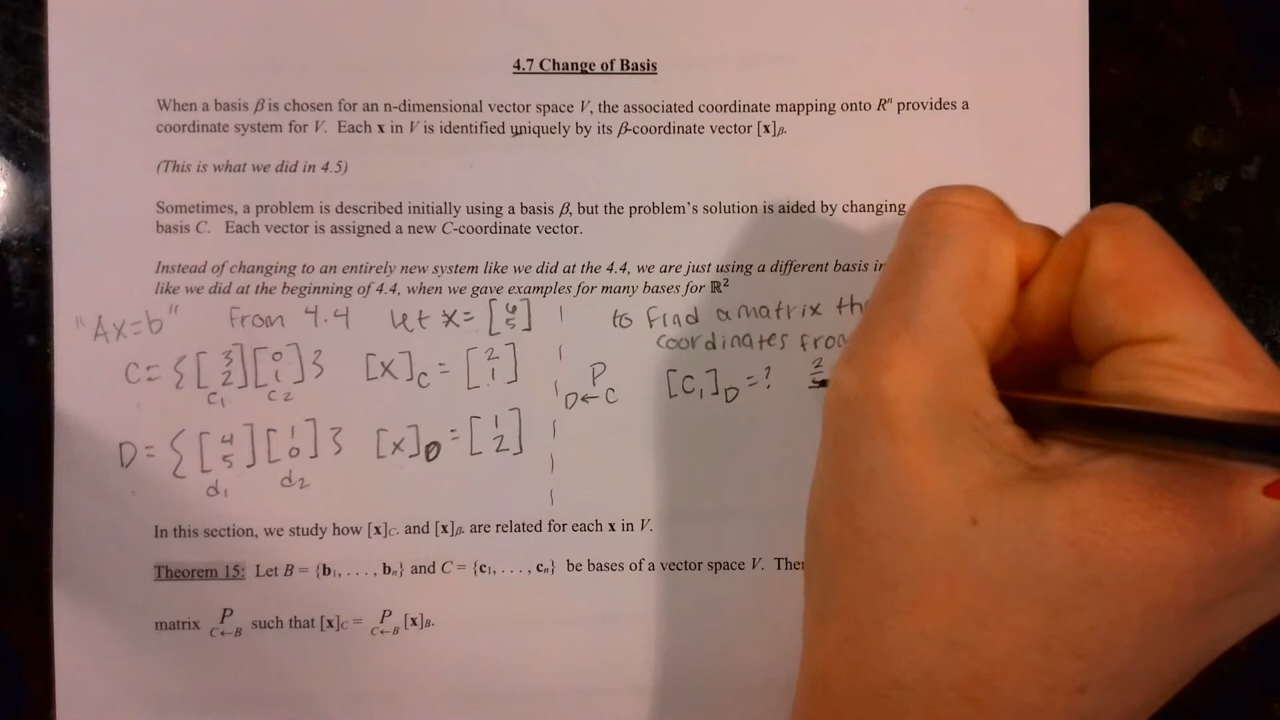 4.7 Change of Basis
When a basis β is chosen for an n-dimensional vector space V, the associated coordinate mapping onto Rⁿ provides a
coordinate system for V. Each x in V is identified uniquely by its β-coordinate vector [x]β.
(This is what we did in 4.5)
Sometimes, a problem is described initially using a basis β, but the problem's solution is aided by changing
basis C. Each vector is assigned a new C-coordinate vector.
Instead of changing to an entirely new system like we did at the 4.4, we are just using a different basis
like we did at the beginning of 4.4, when we gave examples for many bases for ℝ²
"Ax=b" From 4.4 let x= [6 5] to find a matrix
coordinates from
C= {[3 2][0 1]} [x]C = [2 1] P D←C [C₁]D =? 2
c₁ c₂
D= {[4 5][1 0]} [x]D = [1 2]
d₁ d₂
In this section, we study how [x]C. and [x]β. are related for each x in V.
Theorem 15: Let B = {b₁, . . . , bₙ} and C = {c₁, . . . , cₙ} be bases of a vector space V.
matrix P C←B such that [x]C = P C←B [x]B.